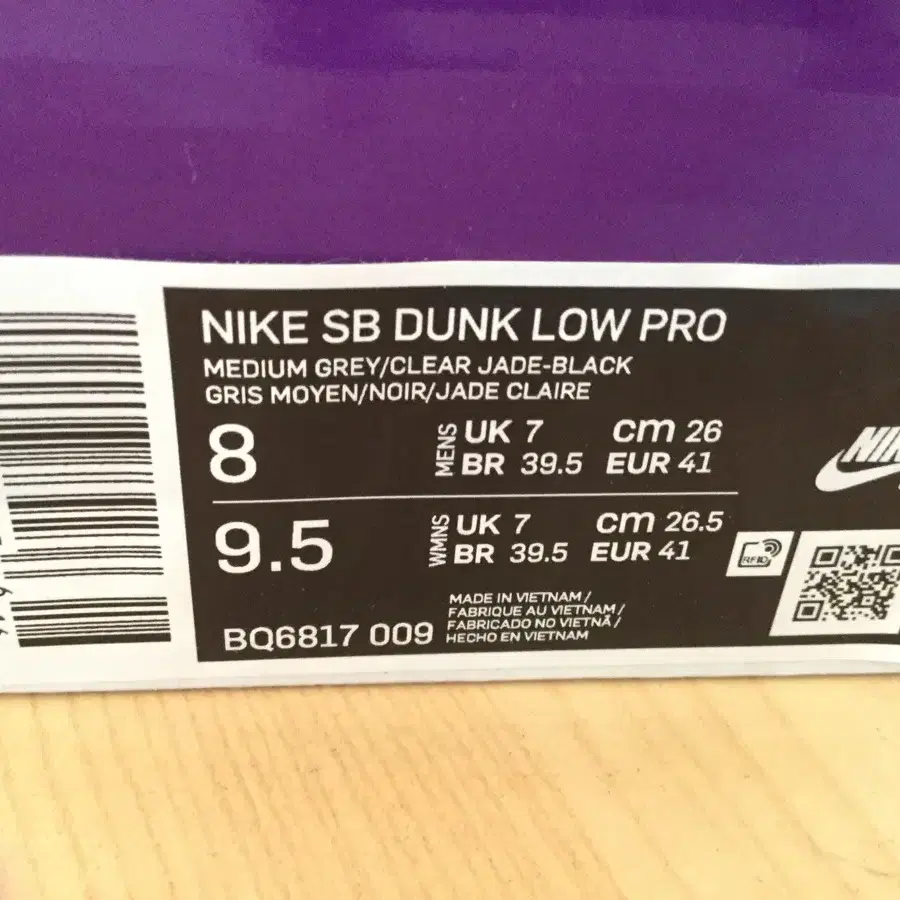 NIKE SB DUNK LOW PRO
MEDIUM GREY/CLEAR JADE-BLACK
GRIS MOYEN/NOIR/JADE CLAIRE
8
MENS
UK 7 cm 26
BR 39.5 EUR 41
9.5
WMNS
UK 7 cm 26.5
BR 39.5 EUR 41
RFID
BQ6817 009
MADE IN VIETNAM /
FABRIQUE AU VIETNAM /
FABRICADO NO VIETNÃ /
HECHO EN VIETNAM